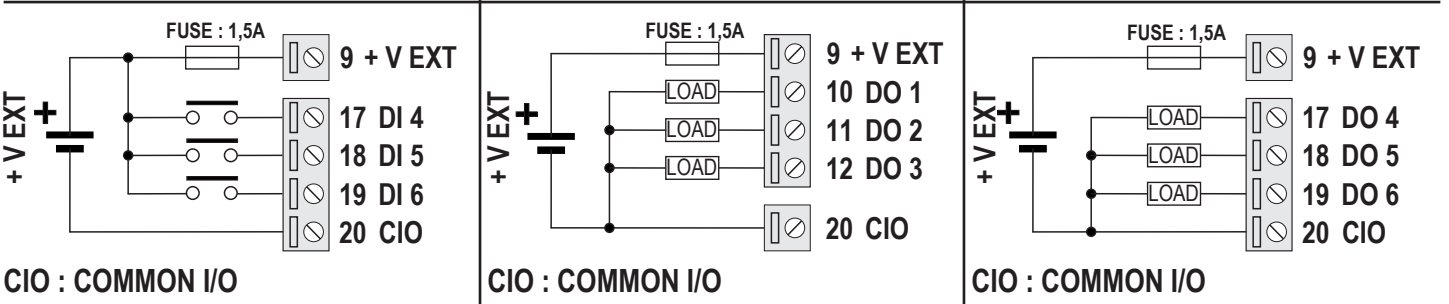 FUSE : 1,5A
9 + V EXT
+
+ V EXT
17 DI 4
18 DI 5
19 DI 6
20 CIO
CIO : COMMON I/O
FUSE : 1,5A
9 + V EXT
LOAD 10 DO 1
+
+ V EXT
LOAD 11 DO 2
LOAD 12 DO 3
20 CIO
CIO : COMMON I/O
FUSE : 1,5A
9 + V EXT
+
+ V EXT
LOAD 17 DO 4
LOAD 18 DO 5
LOAD 19 DO 6
20 CIO
CIO : COMMON I/O